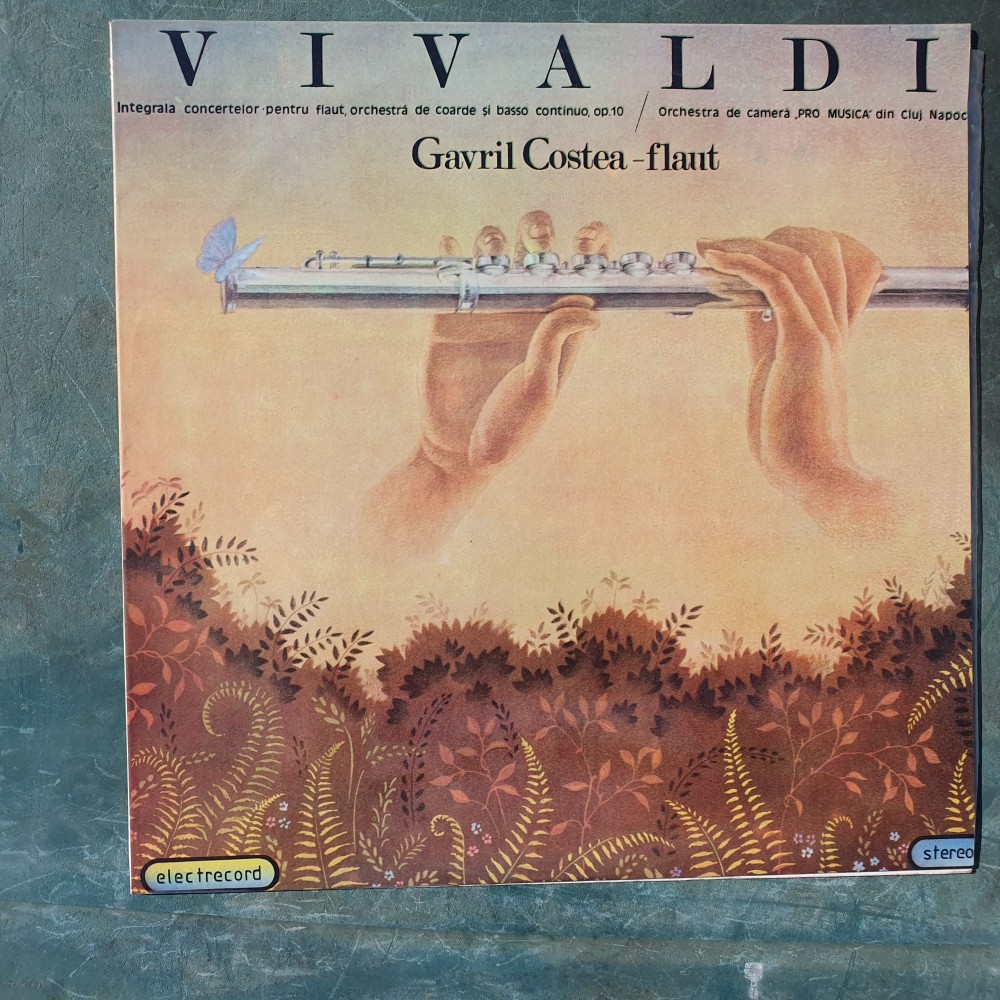 VIVALDI
Integrala concertelor pentru flaut, orchestră de coarde și basso continuo, op.10 / Orchestra de cameră „PRO MUSICA” din Cluj Napoc
Gavril Costea - flaut
electrecord
stereo